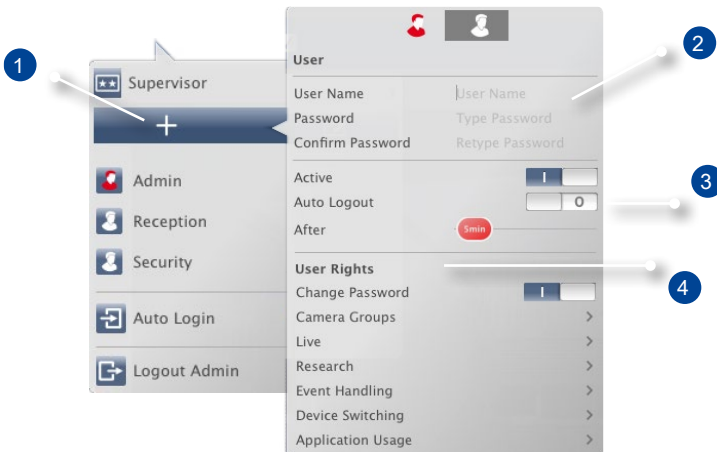 1
Supervisor
+
Admin
Reception
Security
Auto Login
Logout Admin
User
User Name User Name
Password Type Password
Confirm Password Retype Password
2
Active I
Auto Logout O
After 5min
3
User Rights
4
Change Password I
Camera Groups >
Live >
Research >
Event Handling >
Device Switching >
Application Usage >